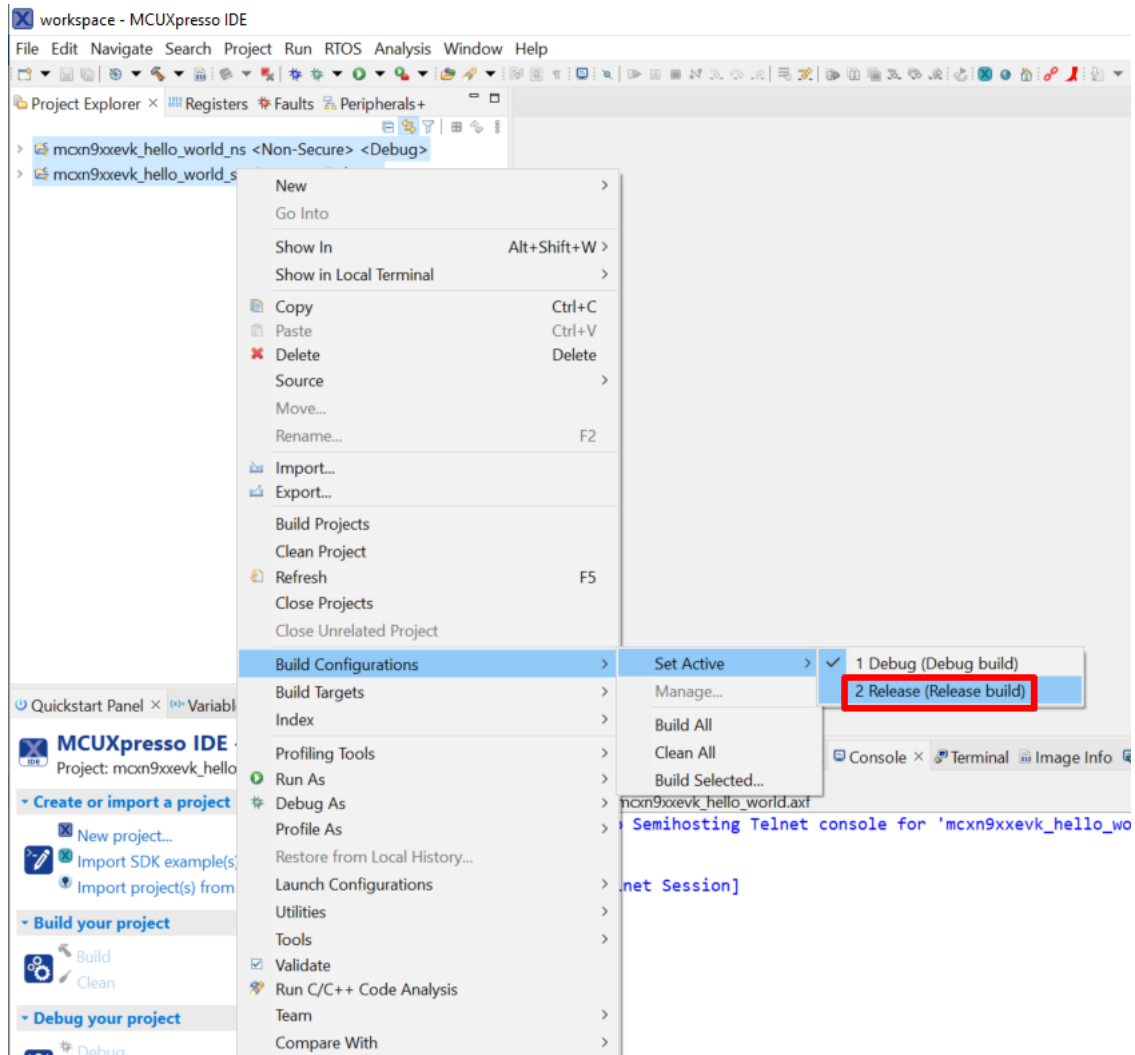 workspace - MCUXpresso IDE
File Edit Navigate Search Project Run RTOS Analysis Window Help
Project Explorer × Registers Faults Peripherals+
mcxn9xxevk_hello_world_ns <Non-Secure> <Debug>
mcxn9xxevk_hello_world_s
New
Go Into
Show In Alt+Shift+W >
Show in Local Terminal >
Copy Ctrl+C
Paste Ctrl+V
Delete Delete
Source >
Move...
Rename... F2
Import...
Export...
Build Projects
Clean Project
Refresh F5
Close Projects
Close Unrelated Project
Build Configurations >
Build Targets >
Index >
Profiling Tools >
Run As >
Debug As >
Profile As >
Restore from Local History...
Launch Configurations >
Utilities >
Tools >
Validate
Run C/C++ Code Analysis
Team >
Compare With >
Set Active >
Manage...
Build All
Clean All
Build Selected...
1 Debug (Debug build)
2 Release (Release build)
Quickstart Panel × (x)= Variabl
MCUXpresso IDE -
IDE
Project: mcxn9xxevk_hello
Create or import a project
New project...
Import SDK example(s)
Import project(s) from
Build your project
Build
Clean
Debug your project
Debug
Console × Terminal Image Info
mcxn9xxevk_hello_world.axf
Semihosting Telnet console for 'mcxn9xxevk_hello_wo
net Session]